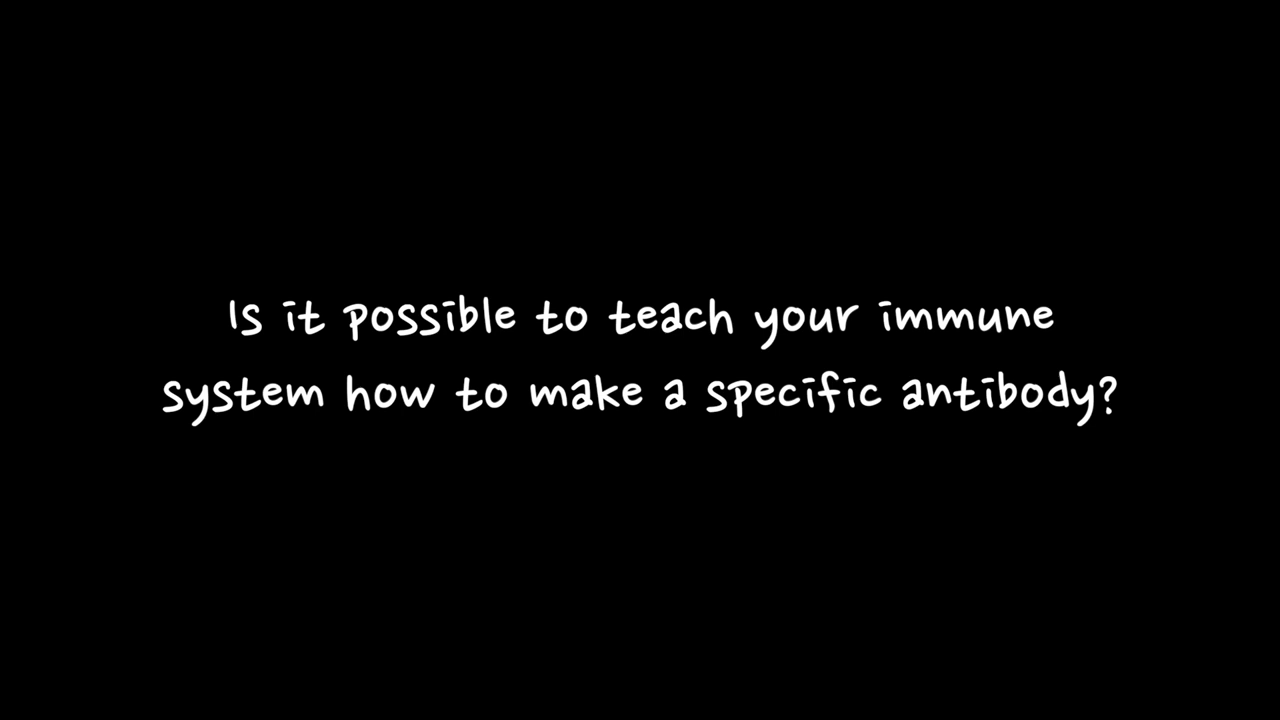 Is it possible to teach your immune
system how to make a specific antibody?